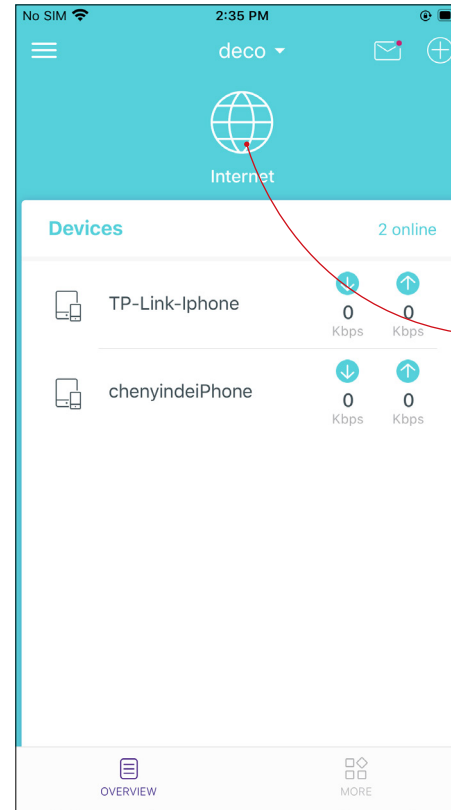 No SIM 2:35 PM
deco
Internet
Devices 2 online
TP-Link-Iphone
0 0
Kbps Kbps
chenyindeiPhone
0 0
Kbps Kbps
OVERVIEW MORE